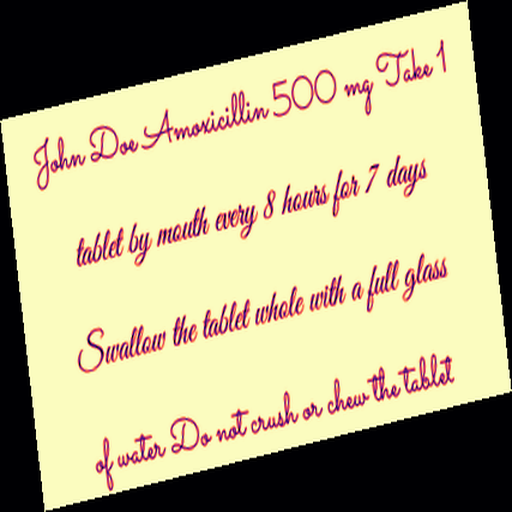 John Doe Amoxicillin 500 mg Take 1
tablet by mouth every 8 hours for 7 days
Swallow the tablet whole with a full glass
of water Do not crush or chew the tablet